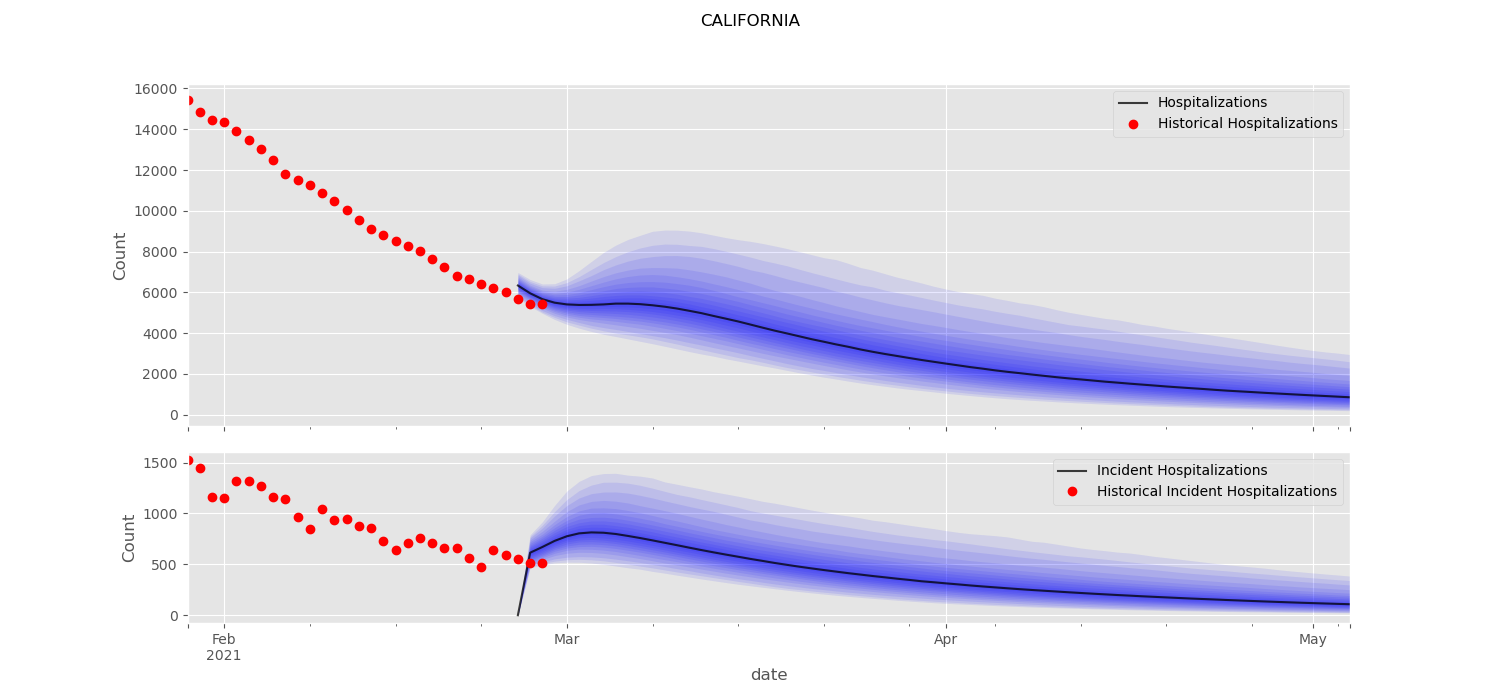 CALIFORNIA
16000
14000
12000
10000
8000
6000
4000
2000
0
Count
Hospitalizations
Historical Hospitalizations
1500
1000
500
0
Count
Incident Hospitalizations
Historical Incident Hospitalizations
Feb Mar Apr May
2021
date